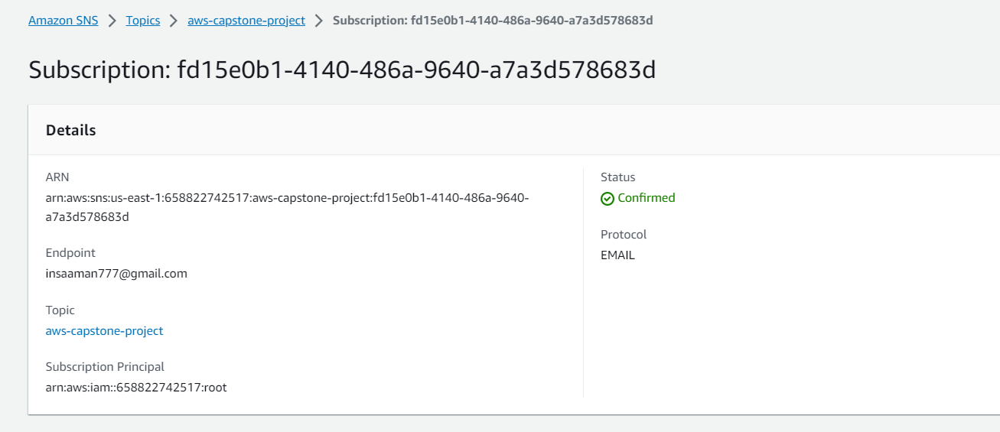 Amazon SNS > Topics > aws-capstone-project > Subscription: fd15e0b1-4140-486a-9640-a7a3d578683d
Subscription: fd15e0b1-4140-486a-9640-a7a3d578683d
Details
ARN
arn:aws:sns:us-east-1:658822742517:aws-capstone-project:fd15e0b1-4140-486a-9640-
a7a3d578683d
Endpoint
insaaman777@gmail.com
Topic
aws-capstone-project
Subscription Principal
arn:aws:iam::658822742517:root
Status
Confirmed
Protocol
EMAIL